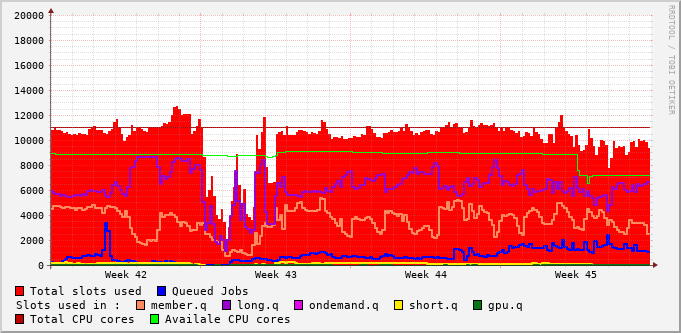 20000
18000
16000
14000
12000
10000
8000
6000
4000
2000
0
Week 42 Week 43 Week 44 Week 45
RRDTOOL / TOBI OETIKER
Total slots used Queued Jobs
Slots used in : member.q long.q ondemand.q short.q gpu.q
Total CPU cores Availale CPU cores